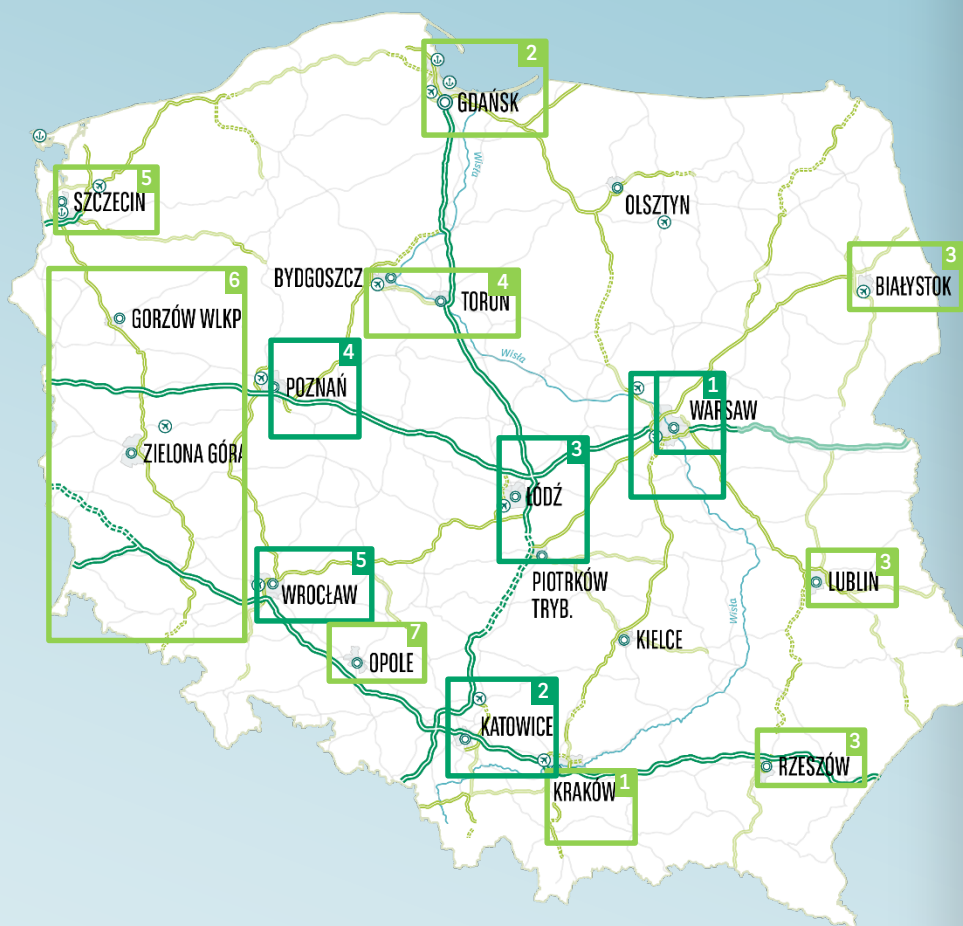 2
GDAŃSK
Wisła
5
SZCZECIN
OLSZTYN
3
BIAŁYSTOK
6
BYDGOSZCZ
4
TORUŃ
GORZÓW WLKP
4
POZNAŃ
Wisła
1
WARSAW
3
ZIELONA GÓRA
ŁÓDŹ
5
WROCŁAW
PIOTRKÓW
TRYB.
3
LUBLIN
Wisła
7
OPOLE
KIELCE
2
KATOWICE
3
RZESZÓW
1
KRAKÓW